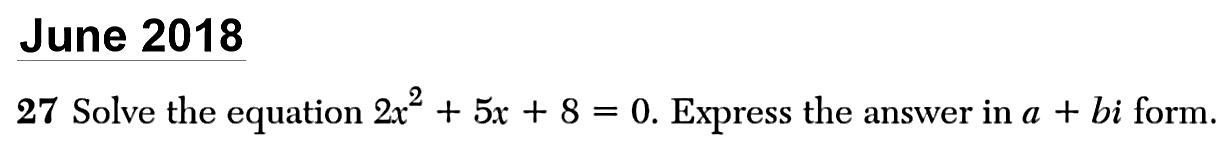 June 2018
27 Solve the equation 2x² + 5x + 8 = 0. Express the answer in a + bi form.